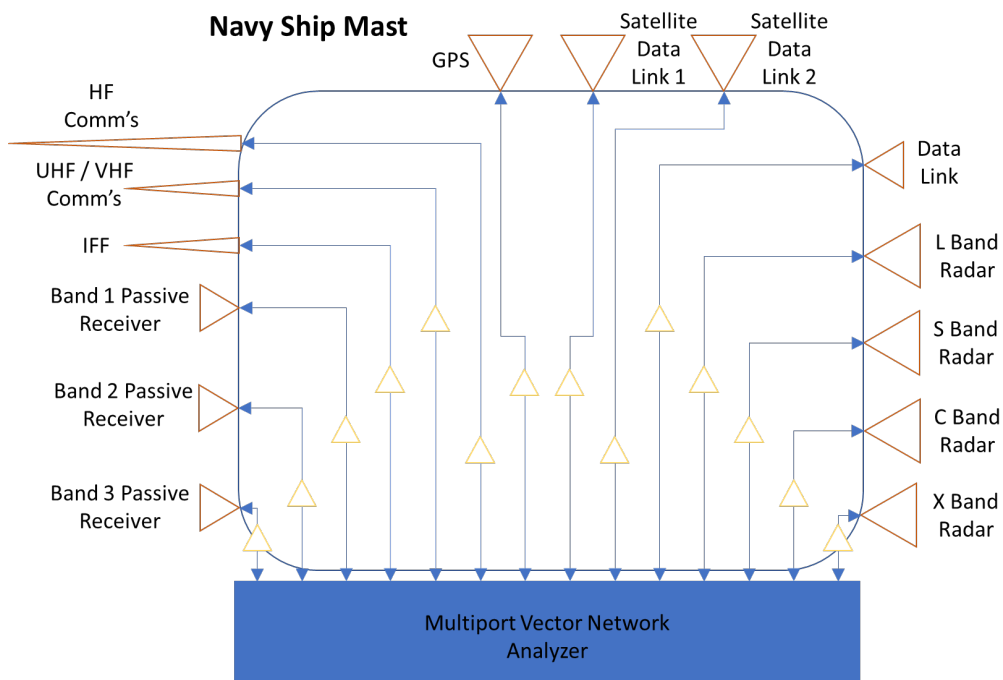 Navy Ship Mast
GPS
Satellite
Data
Link 1
Satellite
Data
Link 2
HF
Comm’s
UHF / VHF
Comm’s
IFF
Band 1 Passive
Receiver
Band 2 Passive
Receiver
Band 3 Passive
Receiver
Data
Link
L Band
Radar
S Band
Radar
C Band
Radar
X Band
Radar
Multiport Vector Network
Analyzer